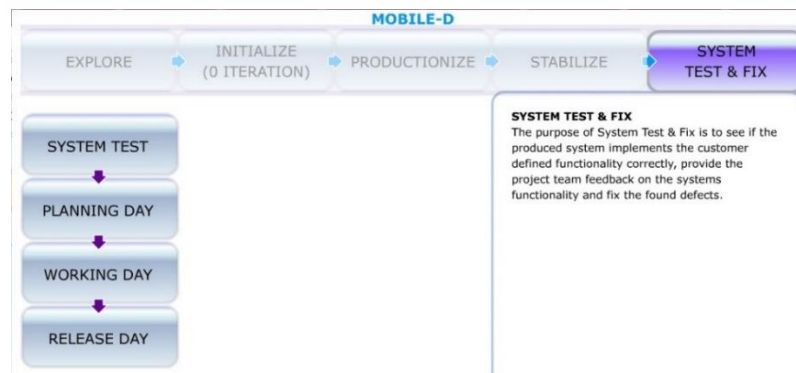 MOBILE-D
EXPLORE
INITIALIZE
(0 ITERATION)
PRODUCTIONIZE
STABILIZE
SYSTEM
TEST & FIX
SYSTEM TEST
PLANNING DAY
WORKING DAY
RELEASE DAY
SYSTEM TEST & FIX
The purpose of System Test & Fix is to see if the
produced system implements the customer
defined functionality correctly, provide the
project team feedback on the systems
functionality and fix the found defects.